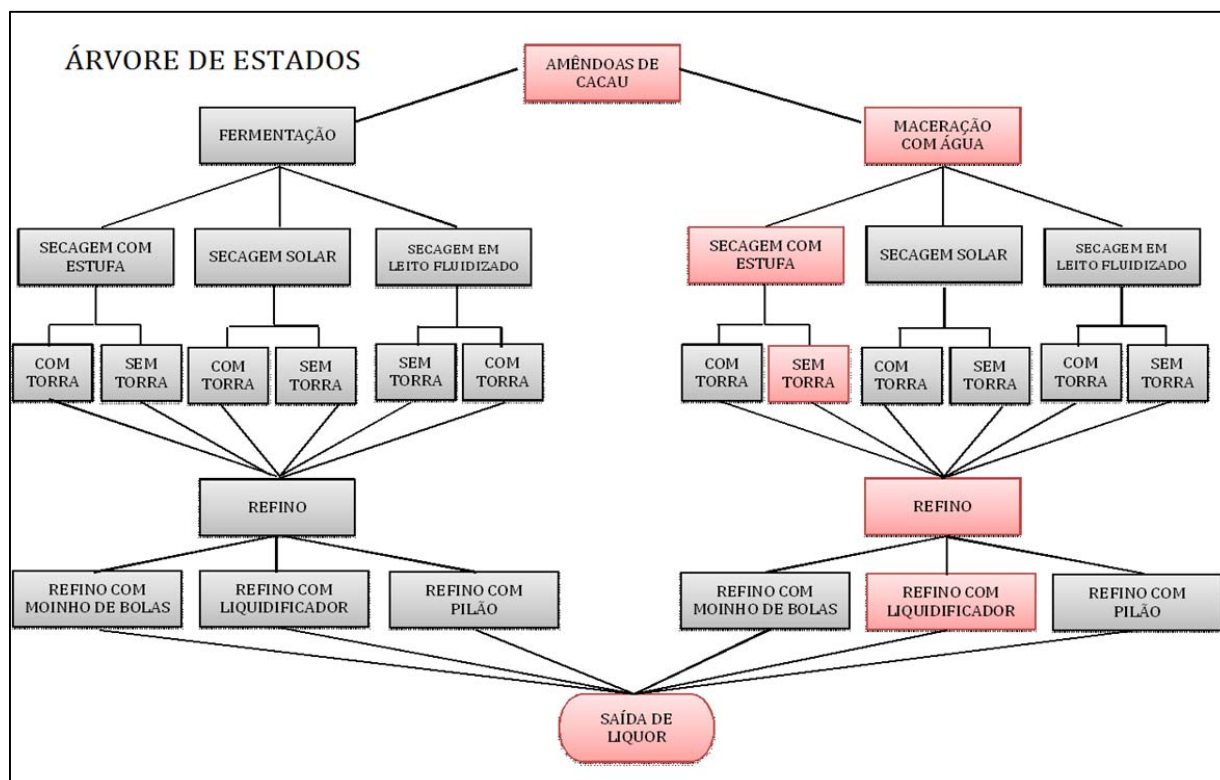 ÁRVORE DE ESTADOS
AMÊNDOAS DE
CACAU
FERMENTAÇÃO
MACERAÇÃO
COM ÁGUA
SECAGEM COM
ESTUFA
SECAGEM SOLAR
SECAGEM EM
LEITO FLUIDIZADO
SECAGEM COM
ESTUFA
SECAGEM SOLAR
SECAGEM EM
LEITO FLUIDIZADO
COM
TORRA
SEM
TORRA
COM
TORRA
SEM
TORRA
SEM
TORRA
COM
TORRA
COM
TORRA
SEM
TORRA
COM
TORRA
SEM
TORRA
COM
TORRA
SEM
TORRA
REFINO
REFINO
REFINO COM
MOINHO DE BOLAS
REFINO COM
LIQUIDIFICADOR
REFINO COM
PILÃO
REFINO COM
MOINHO DE BOLAS
REFINO COM
LIQUIDIFICADOR
REFINO COM
PILÃO
SAÍDA DE
LIQUOR